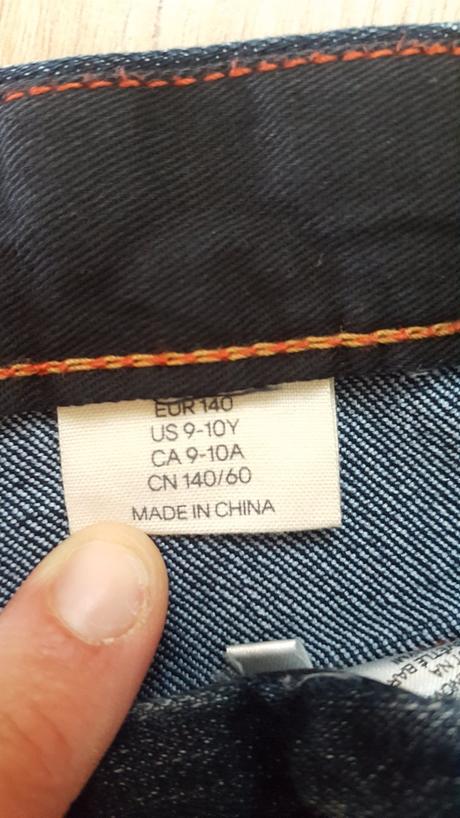 EUR 140
US 9-10Y
CA 9-10A
CN 140/60
MADE IN CHINA